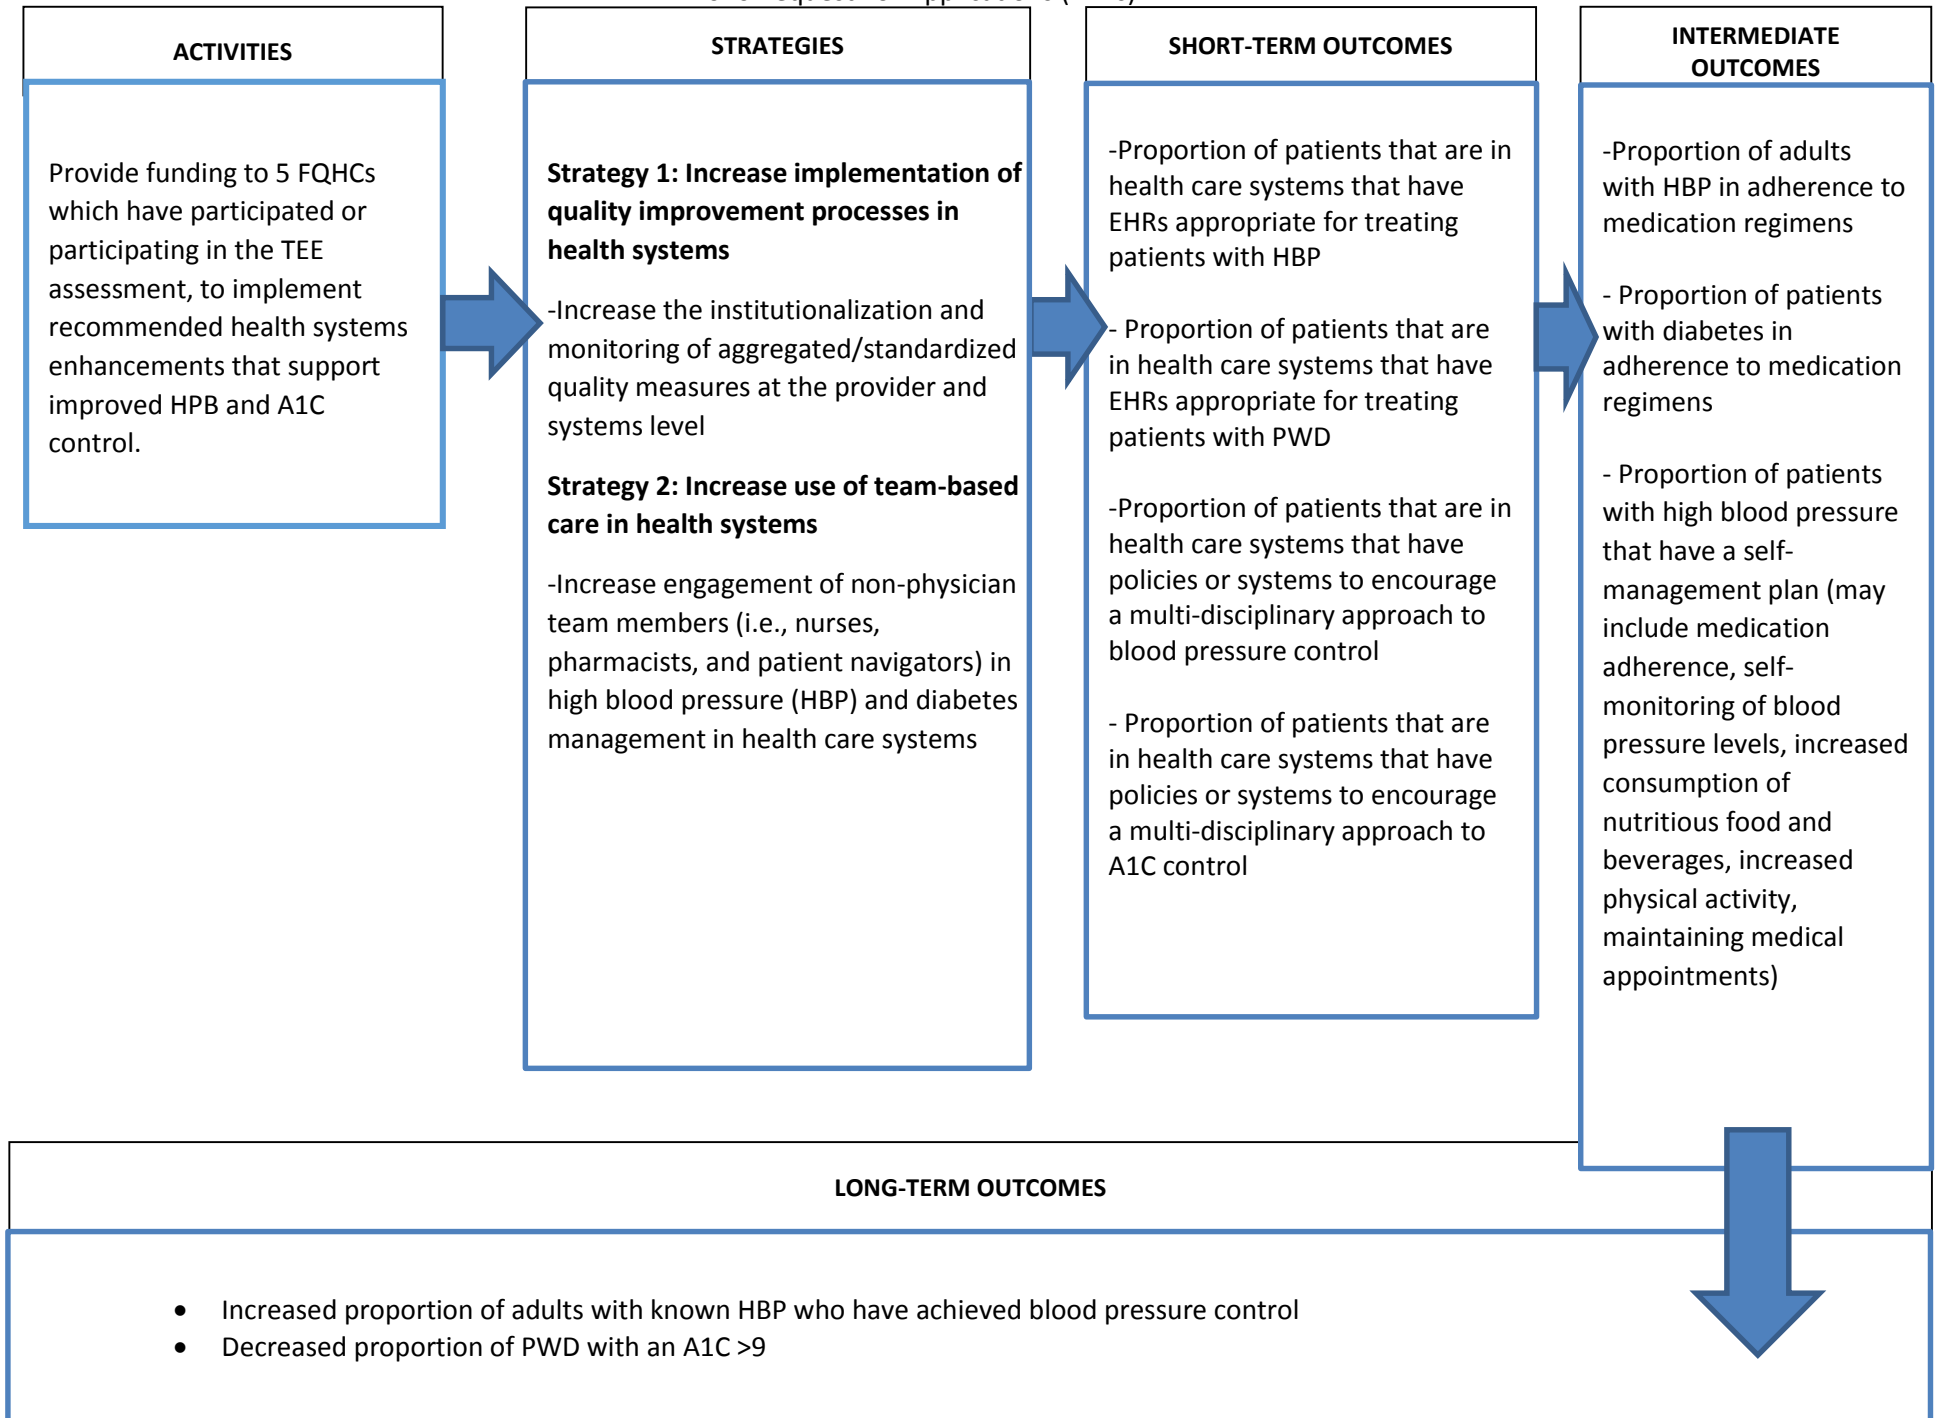 ACTIVITIES
Provide funding to 5 FQHCs
which have participated or
participating in the TEE
assessment, to implement
recommended health systems
enhancements that support
improved HPB and A1C
control.
STRATEGIES
Strategy 1: Increase implementation of
quality improvement processes in
health systems
-Increase the institutionalization and
monitoring of aggregated/standardized
quality measures at the provider and
systems level
Strategy 2: Increase use of team-based
care in health systems
-Increase engagement of non-physician
team members (i.e., nurses,
pharmacists, and patient navigators) in
high blood pressure (HBP) and diabetes
management in health care systems
SHORT-TERM OUTCOMES
-Proportion of patients that are in
health care systems that have
EHRs appropriate for treating
patients with HBP
- Proportion of patients that are
in health care systems that have
EHRs appropriate for treating
patients with PWD
-Proportion of patients that are in
health care systems that have
policies or systems to encourage
a multi-disciplinary approach to
blood pressure control
- Proportion of patients that are
in health care systems that have
policies or systems to encourage
a multi-disciplinary approach to
A1C control
INTERMEDIATE
OUTCOMES
-Proportion of adults
with HBP in adherence to
medication regimens
- Proportion of patients
with diabetes in
adherence to medication
regimens
- Proportion of patients
with high blood pressure
that have a self-
management plan (may
include medication
adherence, self-
monitoring of blood
pressure levels, increased
consumption of
nutritious food and
beverages, increased
physical activity,
maintaining medical
appointments)
LONG-TERM OUTCOMES
• Increased proportion of adults with known HBP who have achieved blood pressure control
• Decreased proportion of PWD with an A1C >9